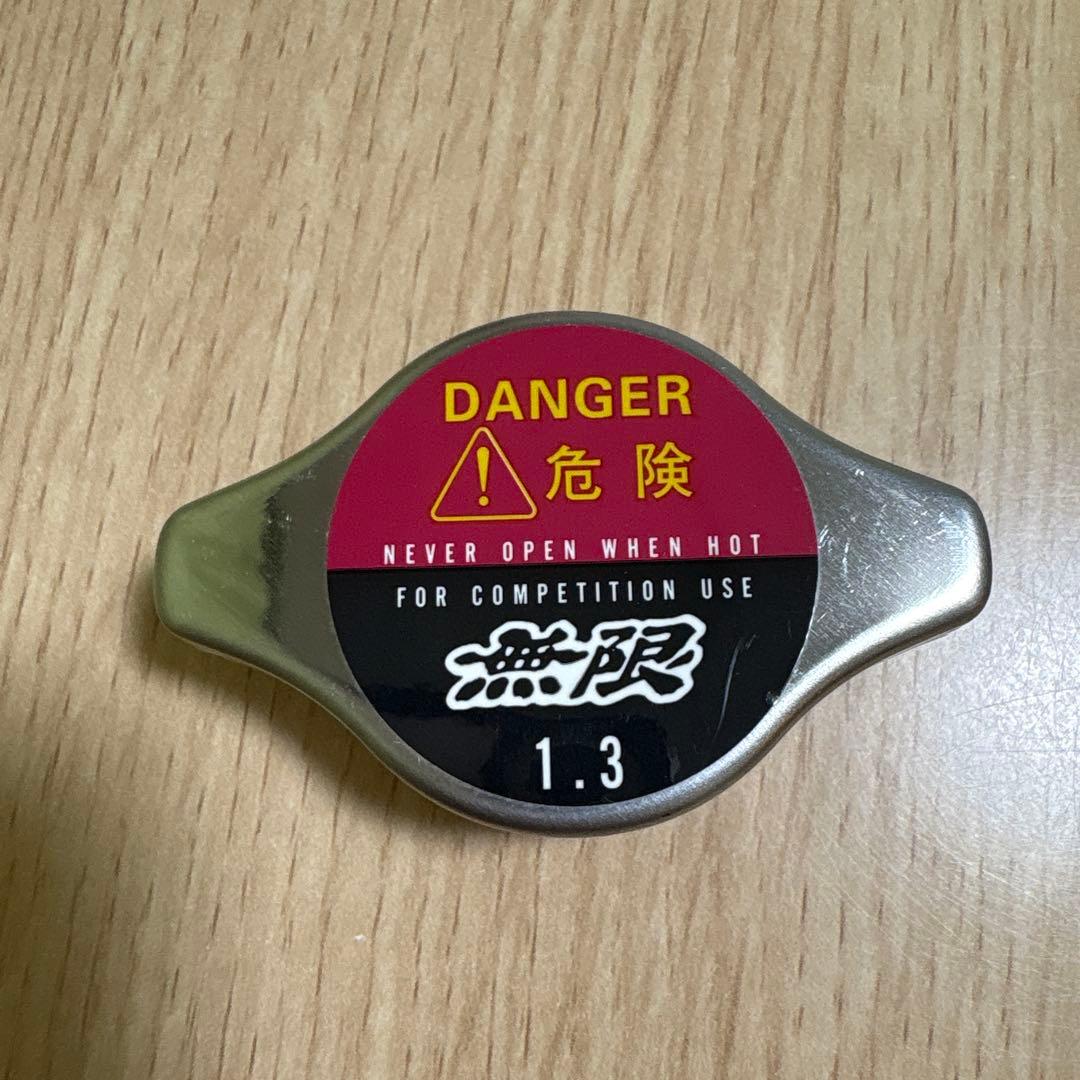 DANGER
危険
NEVER OPEN WHEN HOT
FOR COMPETITION USE
無限
1.3